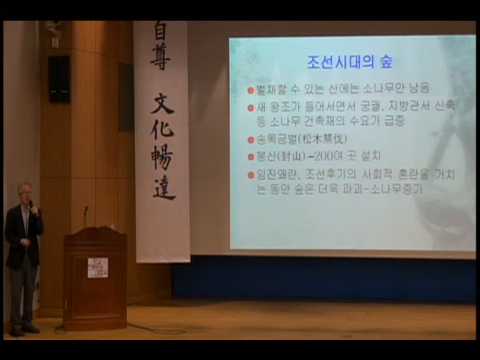 自尊 文化暢達
조선시대의 숲
벌채할 수 있는 산에는 소나무만 남음
새 왕조가 들어서면서 궁궐, 지방관서 신축
등 소나무 건축재의 수요가 급증
송목금벌(松木禁伐)
봉산(封山)-200여 곳 설치
임진왜란, 조선후기의 사회적 혼란을 거치
는 동안 숲은 더욱 파괴-소나무증가